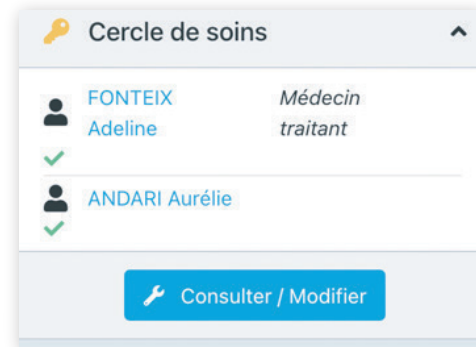 Cercle de soins
FONTEIX Médecin
Adeline traitant
ANDARI Aurélie
Consulter / Modifier